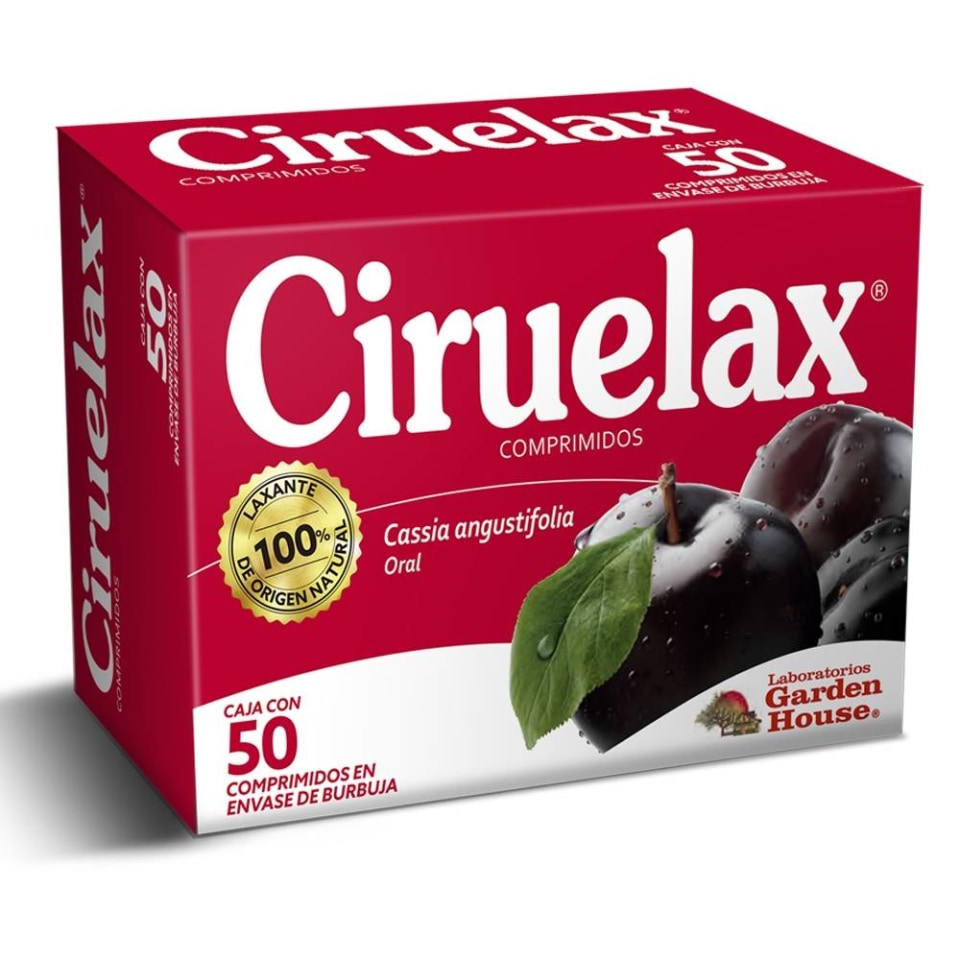 Ciruelax®
COMPRIMIDOS
CAJA CON
50
COMPRIMIDOS EN
ENVASE DE BURBUJA
Ciruelax®
COMPRIMIDOS
CAJA CON
50
COMPRIMIDOS EN
ENVASE DE BURBUJA
Ciruelax®
COMPRIMIDOS
LAXANTE
100%
DE ORIGEN NATURAL
Cassia angustifolia
Oral
CAJA CON
50
COMPRIMIDOS EN
ENVASE DE BURBUJA
Laboratorios
Garden
House®